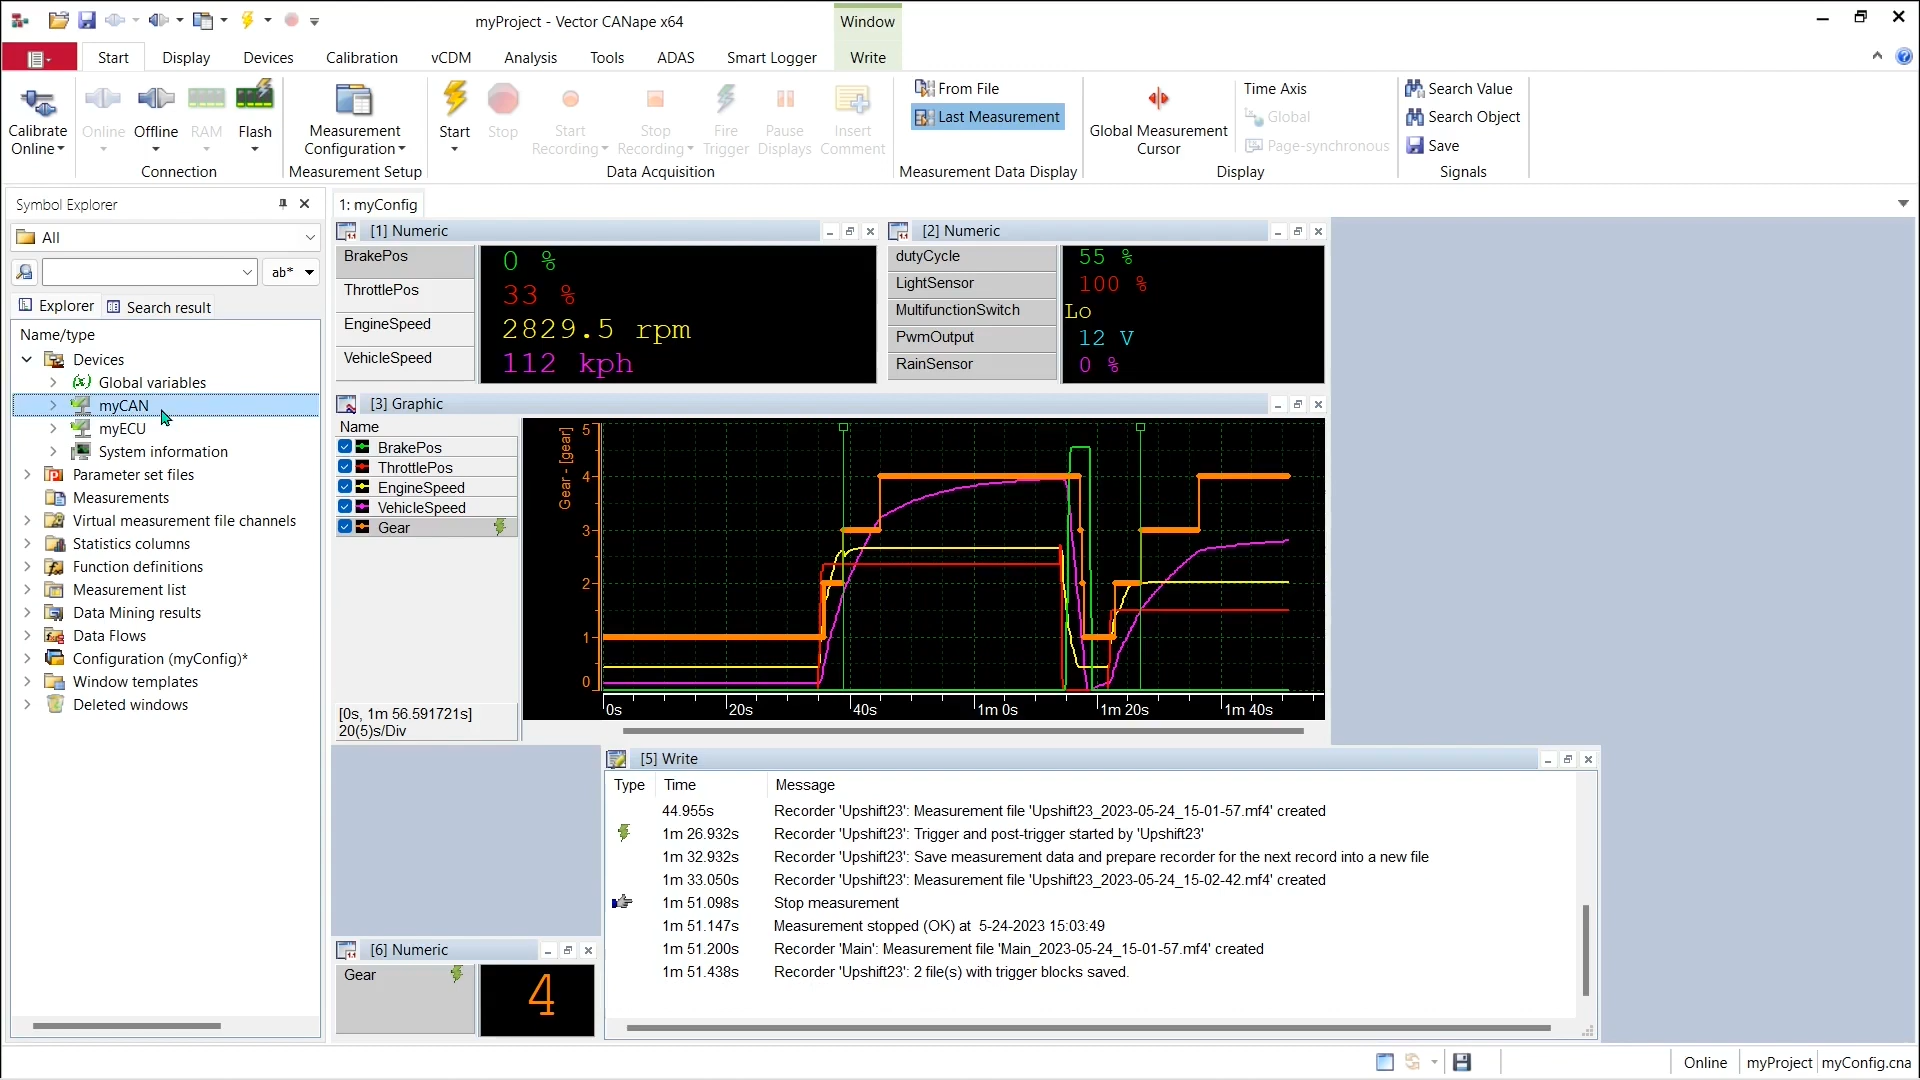 myProject - Vector CANape x64
Window
Start
Display
Devices
Calibration
vCDM
Analysis
Tools
ADAS
Smart Logger
Write
Calibrate Online
Online
Offline
RAM
Flash
Connection
Measurement Configuration
Measurement Setup
Start
Stop
Start Recording
Stop Recording
Fire Trigger
Pause Displays
Insert Comment
Data Acquisition
From File
Last Measurement
Measurement Data Display
Global Measurement Cursor
Time Axis
Global
Page-synchronous
Display
Search Value
Search Object
Save
Signals
Symbol Explorer
All
ab*
Explorer
Search result
Name/type
Devices
Global variables
myCAN
myECU
System information
Parameter set files
Measurements
Virtual measurement file channels
Statistics columns
Function definitions
Measurement list
Data Mining results
Data Flows
Configuration (myConfig)*
Window templates
Deleted windows
1: myConfig
[1] Numeric
BrakePos 0 %
ThrottlePos 33 %
EngineSpeed 2829.5 rpm
VehicleSpeed 112 kph
[2] Numeric
dutyCycle 55 %
LightSensor 100 %
MultifunctionSwitch Lo
PwmOutput 12 V
RainSensor 0 %
[3] Graphic
Name
BrakePos
ThrottlePos
EngineSpeed
VehicleSpeed
Gear
[0s, 1m 56.591721s]
20(5)s/Div
Gear - [gear]
5
4
3
2
1
0
0s 20s 40s 1m 0s 1m 20s 1m 40s
[5] Write
Type Time Message
44.955s Recorder 'Upshift23': Measurement file 'Upshift23_2023-05-24_15-01-57.mf4' created
1m 26.932s Recorder 'Upshift23': Trigger and post-trigger started by 'Upshift23'
1m 32.932s Recorder 'Upshift23': Save measurement data and prepare recorder for the next record into a new file
1m 33.050s Recorder 'Upshift23': Measurement file 'Upshift23_2023-05-24_15-02-42.mf4' created
1m 51.098s Stop measurement
1m 51.147s Measurement stopped (OK) at 5-24-2023 15:03:49
1m 51.200s Recorder 'Main': Measurement file 'Main_2023-05-24_15-01-57.mf4' created
1m 51.438s Recorder 'Upshift23': 2 file(s) with trigger blocks saved.
[6] Numeric
Gear 4
Online
myProject
myConfig.cna